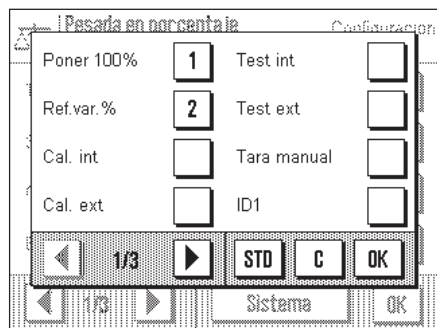 Pesada en porcentaje Configuracion
Poner 100% 1 Test int
Ref.var.% 2 Test ext
Cal. int Tara manual
Cal. ext ID1
1/3 STD C OK
1/3 Sistema OK